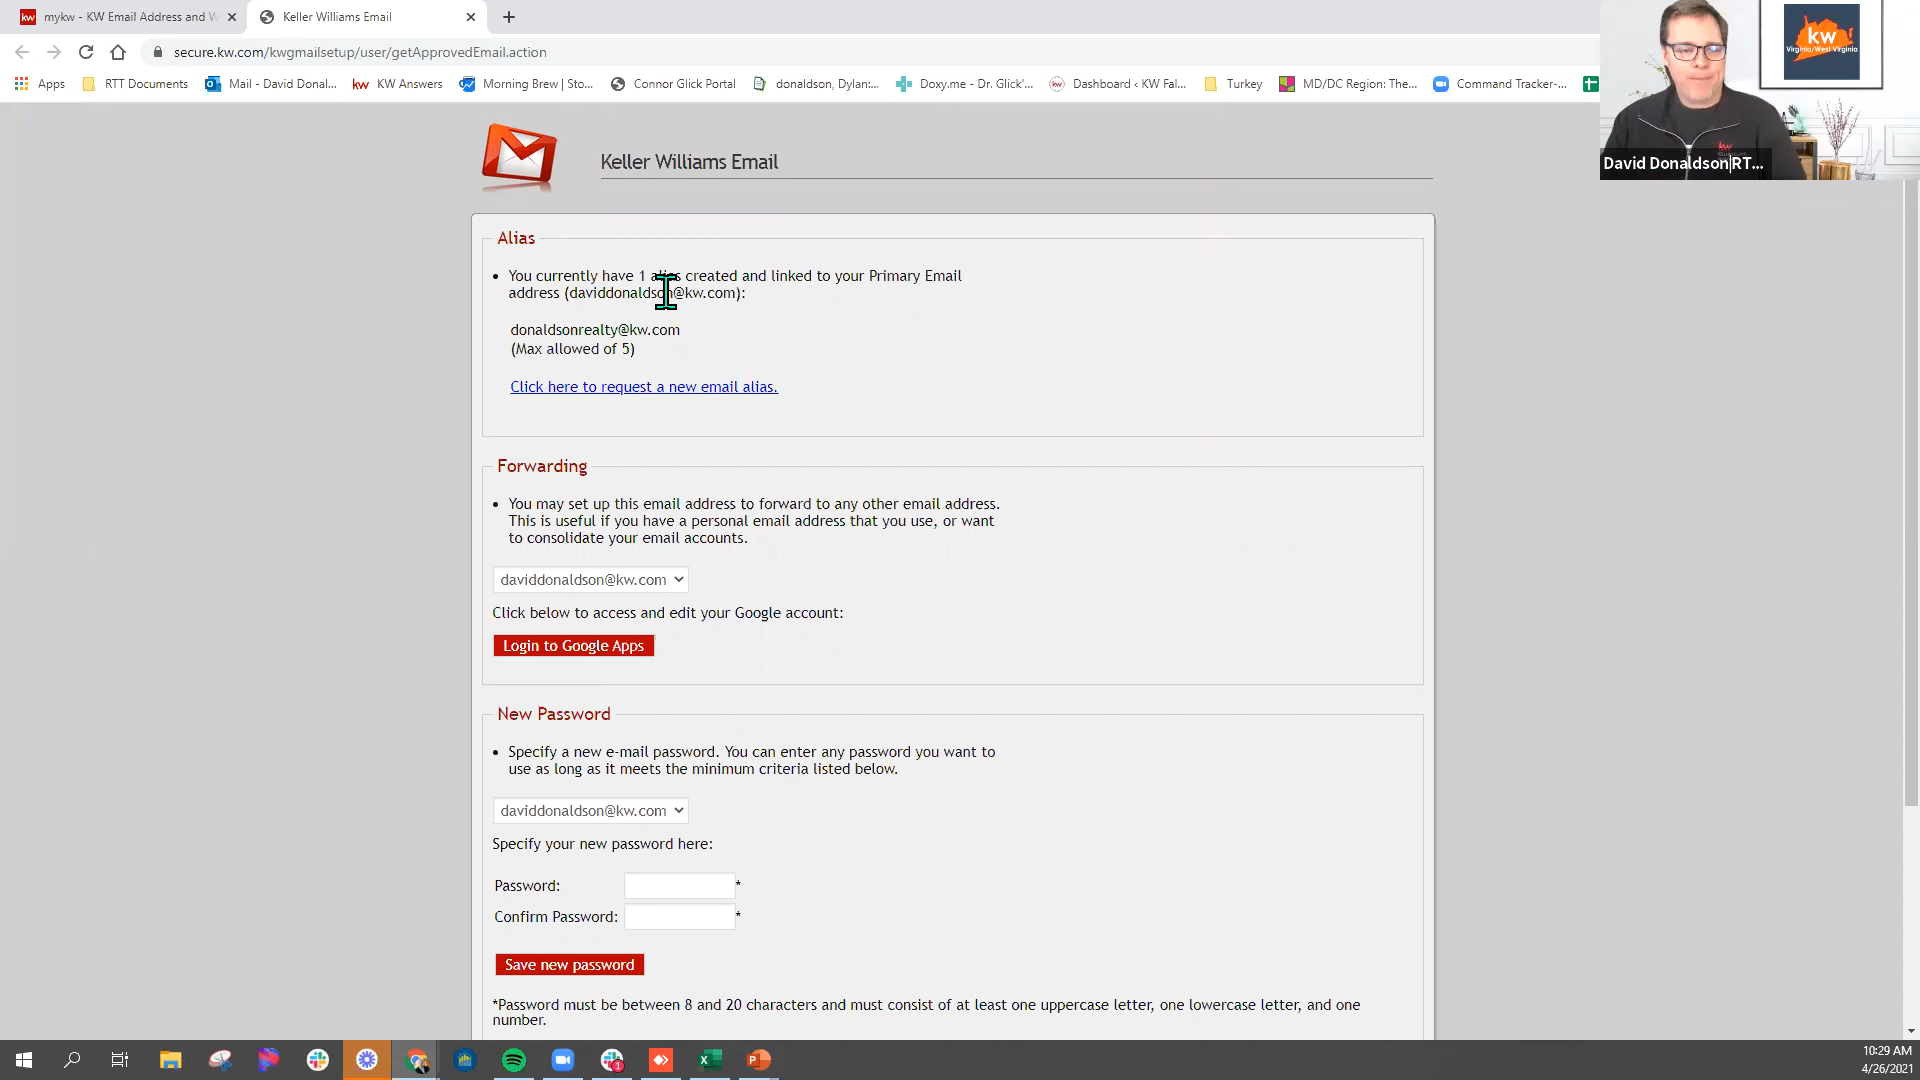 mykw - KW Email Address and W
Keller Williams Email
secure.kw.com/kwgmailsetup/user/getApprovedEmail.action
Apps
RTT Documents
Mail - David Donal...
kw KW Answers
Morning Brew | Sto...
Connor Glick Portal
donaldson, Dylan:...
Doxy.me - Dr. Glick'...
Dashboard ‹ KW Fal...
Turkey
MD/DC Region: The...
Command Tracker-...
kw
Virginia/West Virginia
David Donaldson|RT...
Keller Williams Email
Alias
• You currently have 1 alias created and linked to your Primary Email
address (daviddonaldson@kw.com):
donaldsonrealty@kw.com
(Max allowed of 5)
Click here to request a new email alias.
Forwarding
• You may set up this email address to forward to any other email address.
This is useful if you have a personal email address that you use, or want
to consolidate your email accounts.
daviddonaldson@kw.com
Click below to access and edit your Google account:
Login to Google Apps
New Password
• Specify a new e-mail password. You can enter any password you want to
use as long as it meets the minimum criteria listed below.
daviddonaldson@kw.com
Specify your new password here:
Password: *
Confirm Password: *
Save new password
*Password must be between 8 and 20 characters and must consist of at least one uppercase letter, one lowercase letter, and one
number.
10:29 AM
4/26/2021